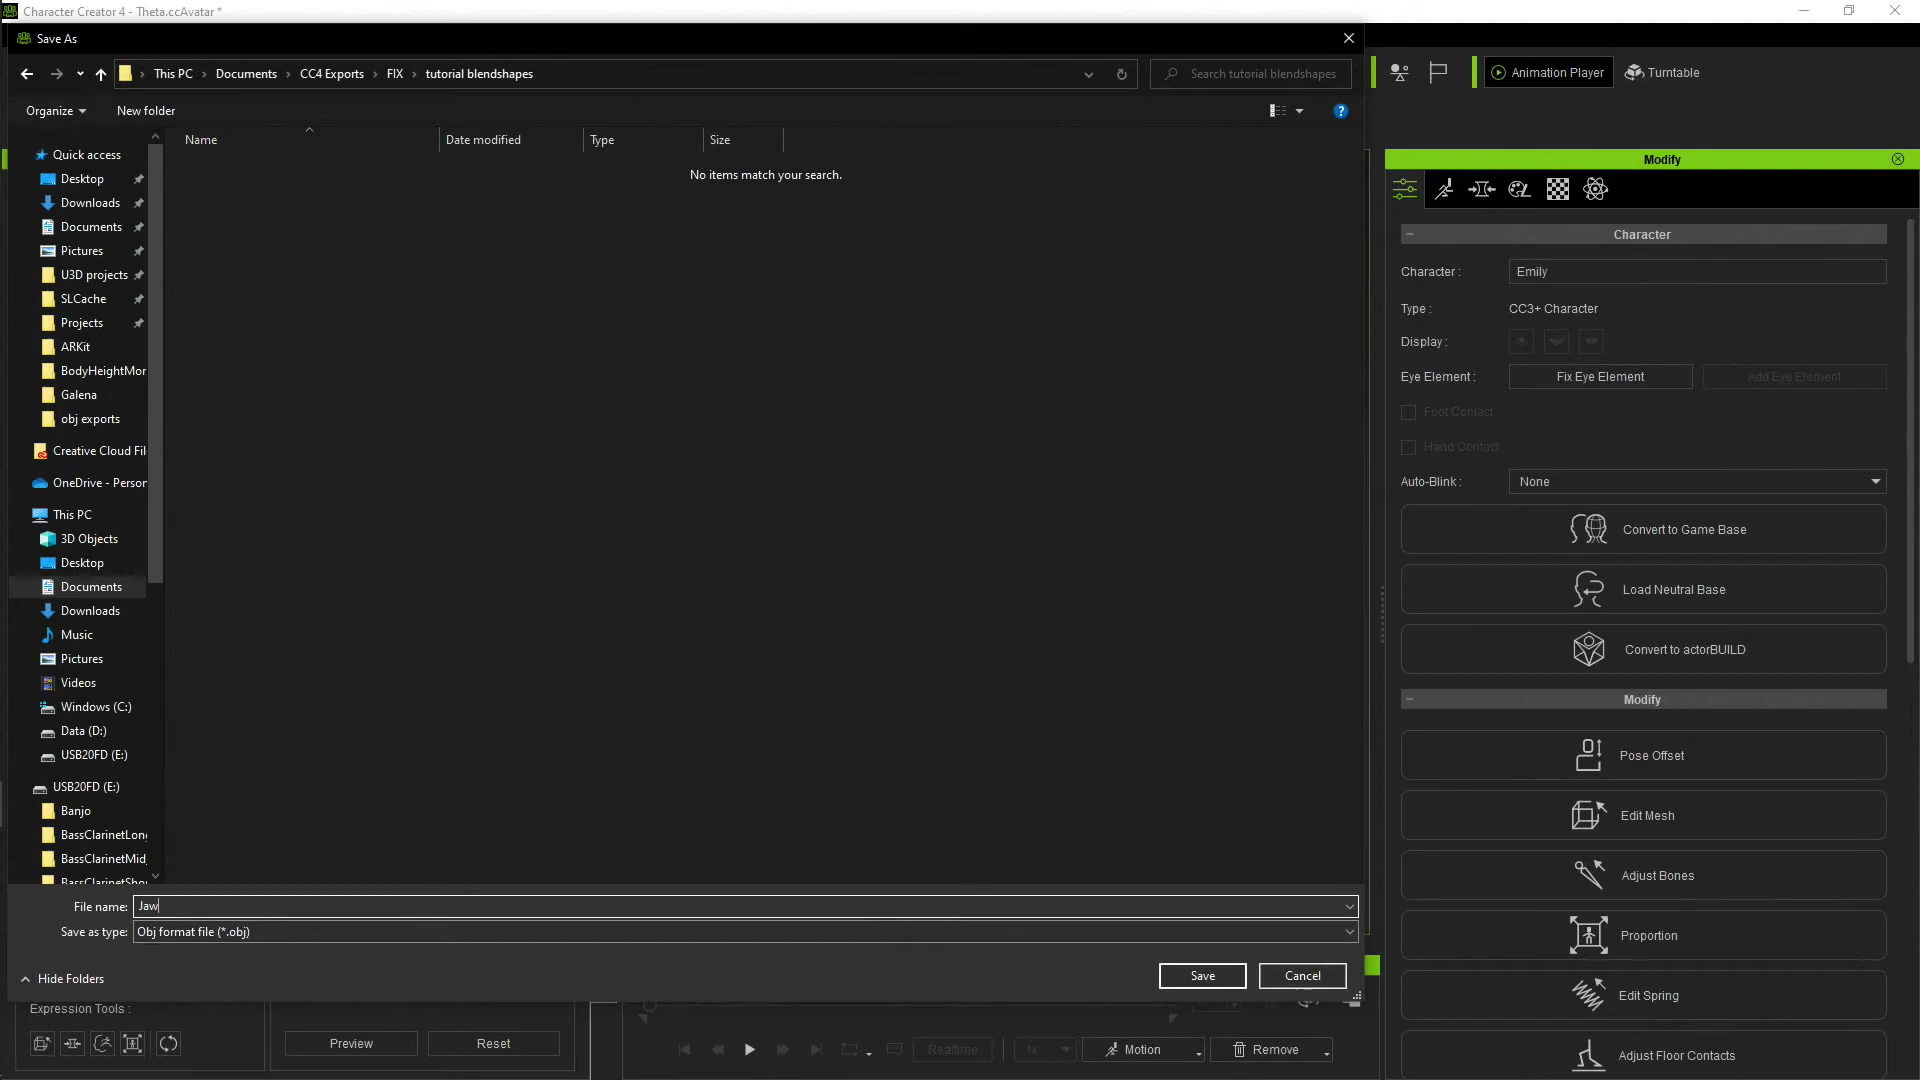 Character Creator 4 - Theta.ccAvatar *
Save As
This PC > Documents > CC4 Exports > FIX > tutorial blendshapes
Search tutorial blendshapes
Animation Player
Turntable
Organize
New folder
Name
Date modified
Type
Size
No items match your search.
Quick access
Desktop
Downloads
Documents
Pictures
U3D projects
SLCache
Projects
ARKit
BodyHeightMor
Galena
obj exports
Creative Cloud Fil
OneDrive - Person
This PC
3D Objects
Desktop
Documents
Downloads
Music
Pictures
Videos
Windows (C:)
Data (D:)
USB20FD (E:)
USB20FD (E:)
Banjo
BassClarinetLong
BassClarinetMid_
BassClarinetSho
File name: Jaw
Save as type: Obj format file (*.obj)
Hide Folders
Save
Cancel
Modify
Character
Character : Emily
Type : CC3+ Character
Display :
Eye Element : Fix Eye Element Add Eye Element
Foot Contact
Hand Contact
Auto-Blink : None
Convert to Game Base
Load Neutral Base
Convert to actorBUILD
Modify
Pose Offset
Edit Mesh
Adjust Bones
Proportion
Edit Spring
Adjust Floor Contacts
Expression Tools :
Preview
Reset
Realtime
1x
Motion
Remove